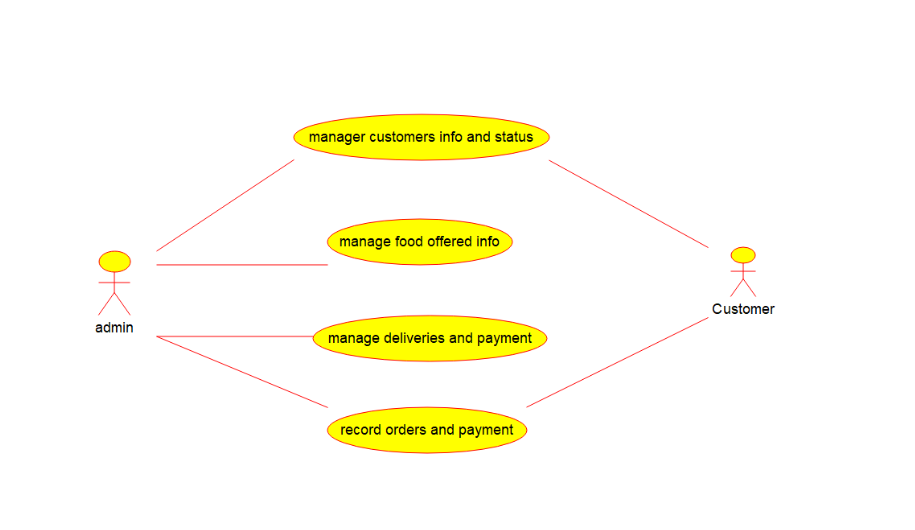 manager customers info and status
manage food offered info
admin
Customer
manage deliveries and payment
record orders and payment